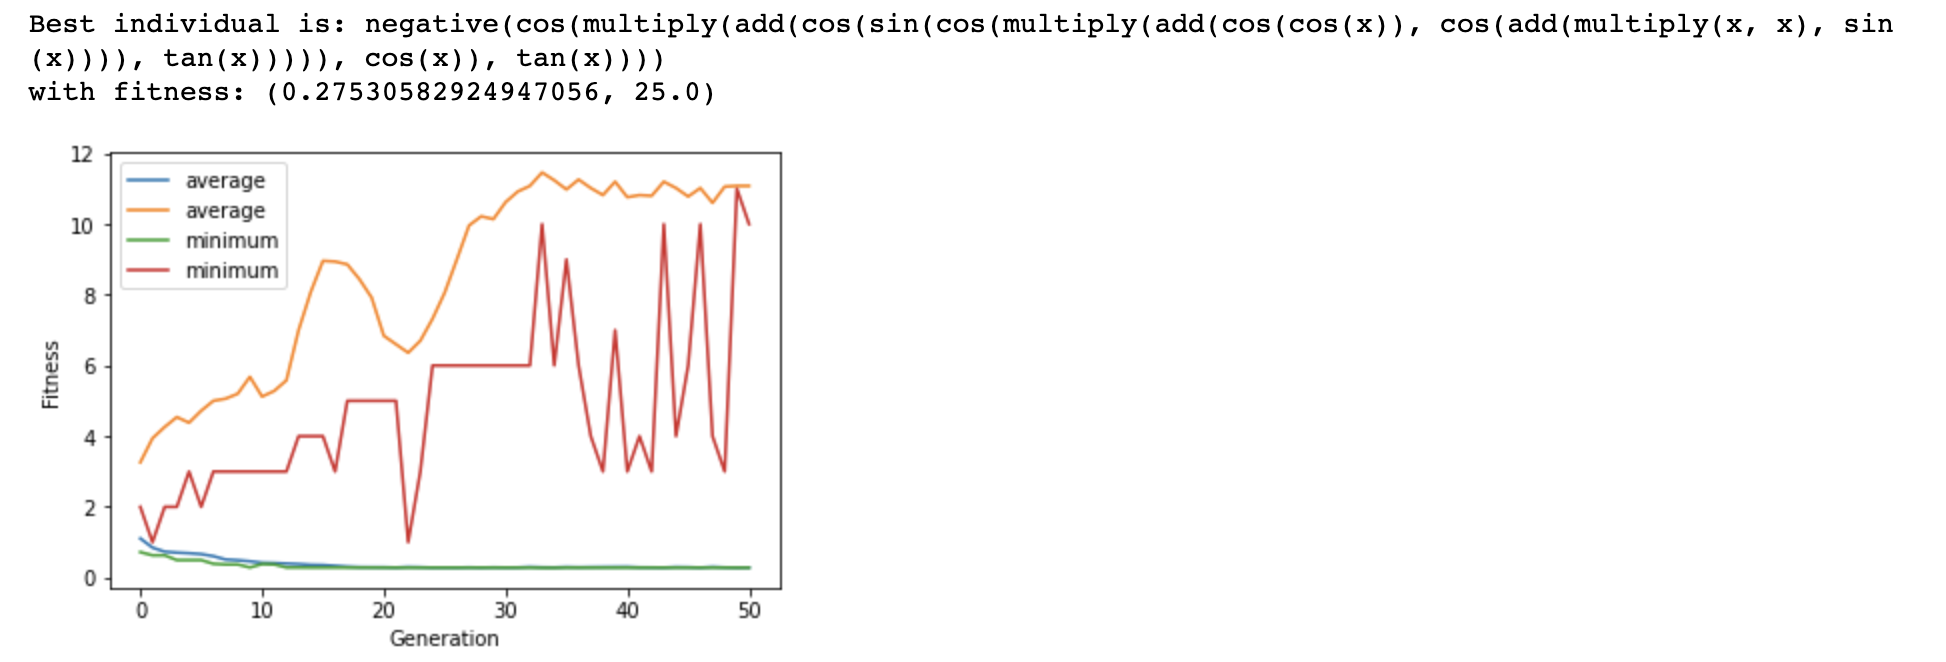 Best individual is: negative(cos(multiply(add(cos(sin(cos(multiply(add(cos(cos(x)), cos(add(multiply(x, x), sin
(x)))), tan(x))))), cos(x)), tan(x))))
with fitness: (0.27530582924947056, 25.0)
12
10
8
6
4
2
0
Fitness
average
average
minimum
minimum
0 10 20 30 40 50
Generation